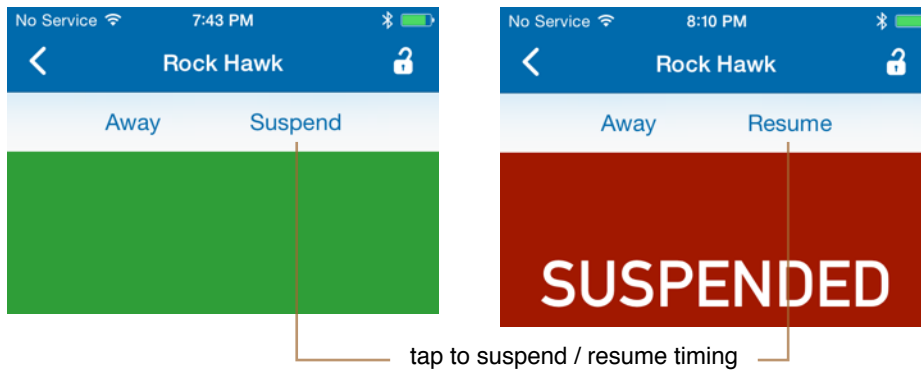 No Service 7:43 PM
Rock Hawk
Away Suspend
No Service 8:10 PM
Rock Hawk
Away Resume
SUSPENDED
tap to suspend / resume timing